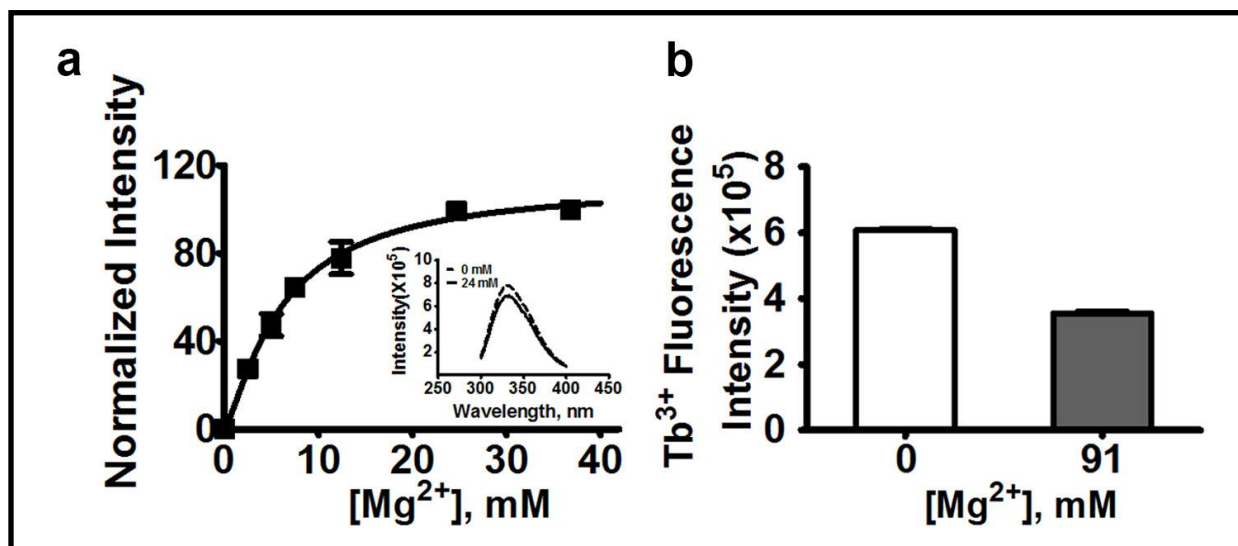 a
Normalized Intensity
120
80
40
0
0 10 20 30 40
[Mg2+], mM
Intensity(X10⁵)
10
8
6
4
2
0 mM
24 mM
250 300 350 400 450
Wavelength, nm
b
Tb³⁺ Fluorescence
Intensity (x10⁵)
8
6
4
2
0
0 91
[Mg²⁺], mM